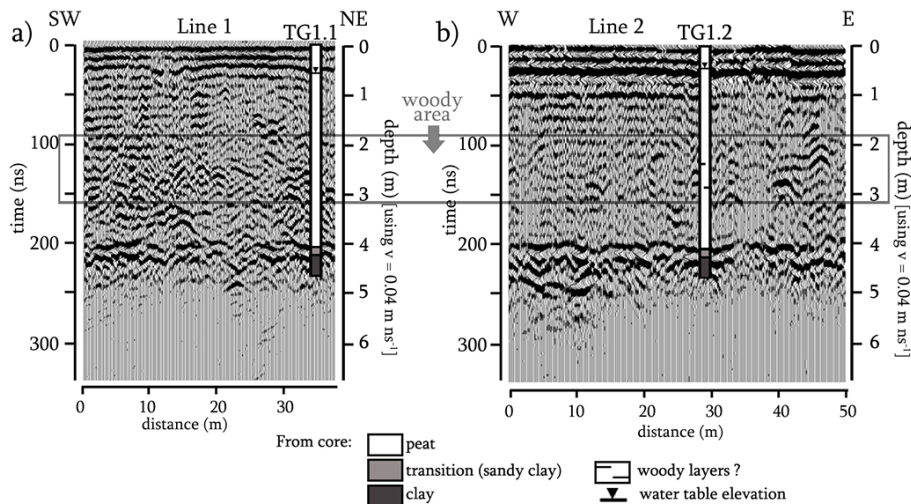 SW
NE
a)
Line 1
TG1.1
0
100
200
300
time (ns)
0
1
2
3
4
5
6
depth (m) [using v = 0.04 m ns⁻¹]
0
10
20
30
distance (m)
woody
area
W
E
b)
Line 2
TG1.2
0
100
200
300
time (ns)
0
1
2
3
4
5
6
depth (m) [using v = 0.04 m ns⁻¹]
0
10
20
30
40
50
distance (m)
From core:
peat
transition (sandy clay)
clay
woody layers ?
water table elevation